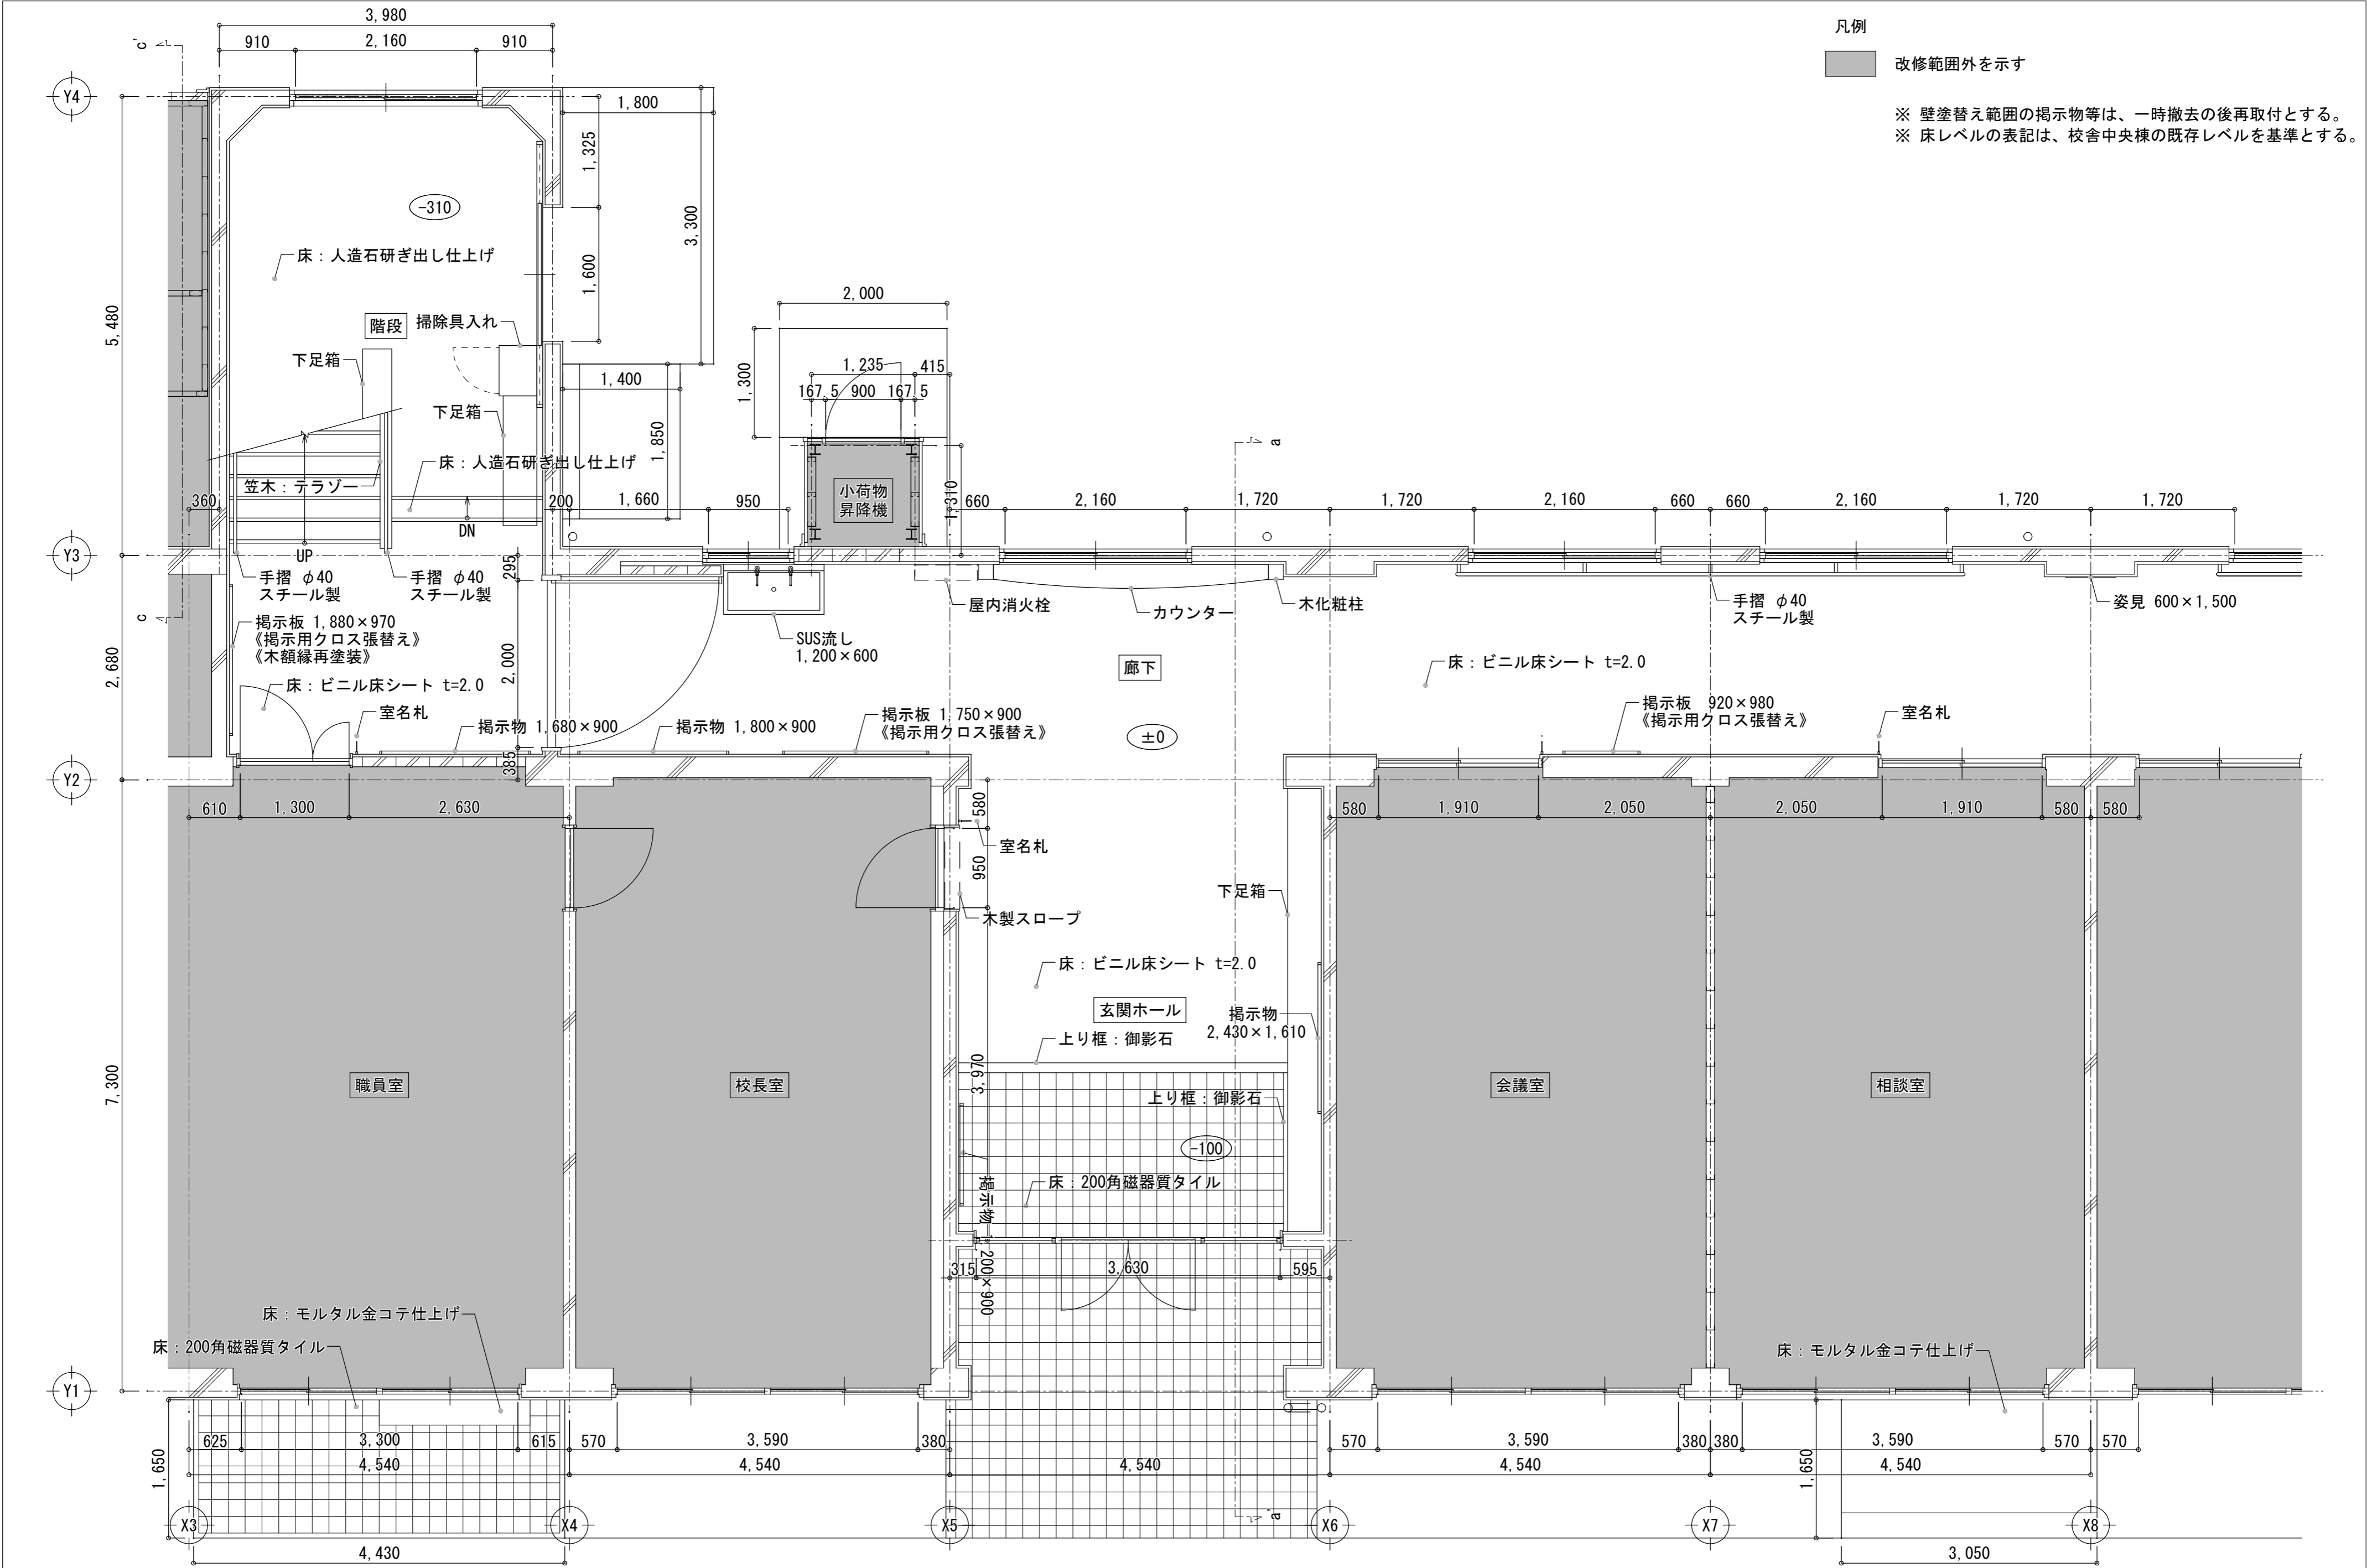 凡例
改修範囲外を示す
※ 壁塗替え範囲の掲示物等は、一時撤去の後再取付とする。
※ 床レベルの表記は、校舎中央棟の既存レベルを基準とする。
3,980
910
2,160
910
c'
Y4
1,800
1,325
3,300
1,600
-310
床：人造石研ぎ出し仕上げ
5,480
階段
掃除具入れ
下足箱
下足箱
1,400
1,850
2,000
1,300
1,235
415
167.5
900
167.5
小荷物
昇降機
1,310
a
床：人造石研ぎ出し仕上げ
笠木：テラゾー
360
200
1,660
950
660
2,160
1,720
1,720
2,160
660
660
2,160
1,720
1,720
DN
UP
Y3
295
手摺 φ40
スチール製
手摺 φ40
スチール製
c
掲示板 1,880×970
《掲示用クロス張替え》
《木額縁再塗装》
2,680
2,000
SUS流し
1,200×600
屋内消火栓
カウンター
木化粧柱
手摺 φ40
スチール製
姿見 600×1,500
廊下
床：ビニル床シート t=2.0
床：ビニル床シート t=2.0
室名札
掲示物 1,680×900
掲示物 1,800×900
掲示板 1,750×900
《掲示用クロス張替え》
±0
掲示板 920×980
《掲示用クロス張替え》
室名札
385
Y2
610
1,300
2,630
580
950
室名札
木製スロープ
580
1,910
2,050
2,050
1,910
580
580
下足箱
床：ビニル床シート t=2.0
玄関ホール
掲示物
2,430×1,610
上り框：御影石
3,970
7,300
職員室
校長室
会議室
相談室
上り框：御影石
-100
床：200角磁器質タイル
掲示物 1,200×900
315
3,630
595
床：モルタル金コテ仕上げ
床：200角磁器質タイル
床：モルタル金コテ仕上げ
Y1
625
3,300
615
570
3,590
380
570
3,590
380
380
3,590
570
570
1,650
4,540
4,540
4,540
4,540
4,540
1,650
a'
X3
X4
X5
X6
X7
X8
4,430
3,050